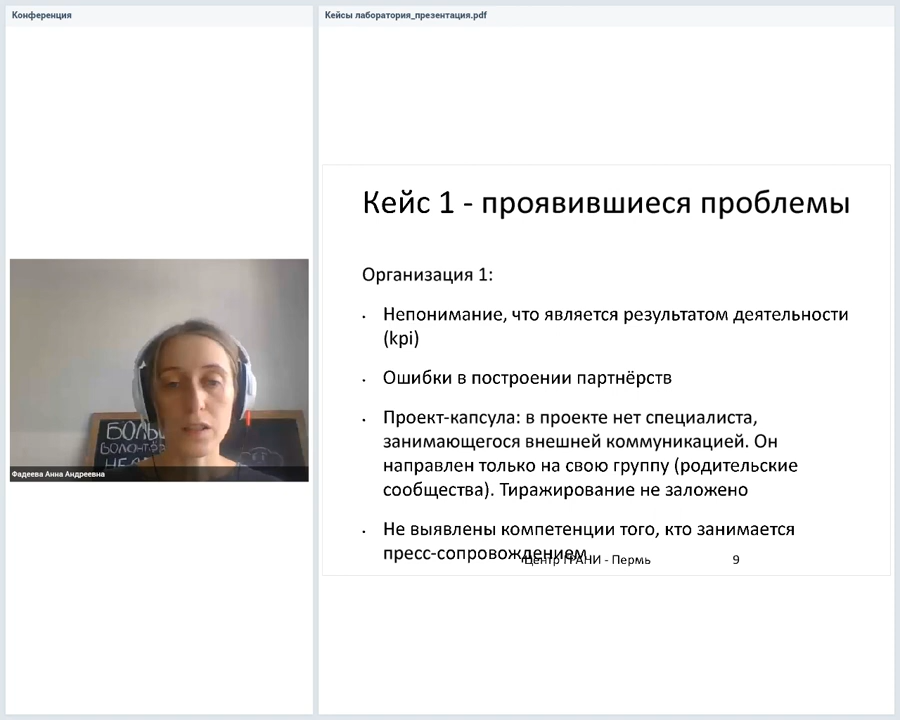 Конференция
Кейсы лаборатория_презентация.pdf
Кейс 1 - проявившиеся проблемы
Организация 1:
• Непонимание, что является результатом деятельности
(kpi)
• Ошибки в построении партнёрств
• Проект-капсула: в проекте нет специалиста,
занимающегося внешней коммуникацией. Он
направлен только на свою группу (родительские
сообщества). Тиражирование не заложено
• Не выявлены компетенции того, кто занимается
пресс-сопровождением
Центр ГРАНИ - Пермь 9
Фадеева Анна Андреевна